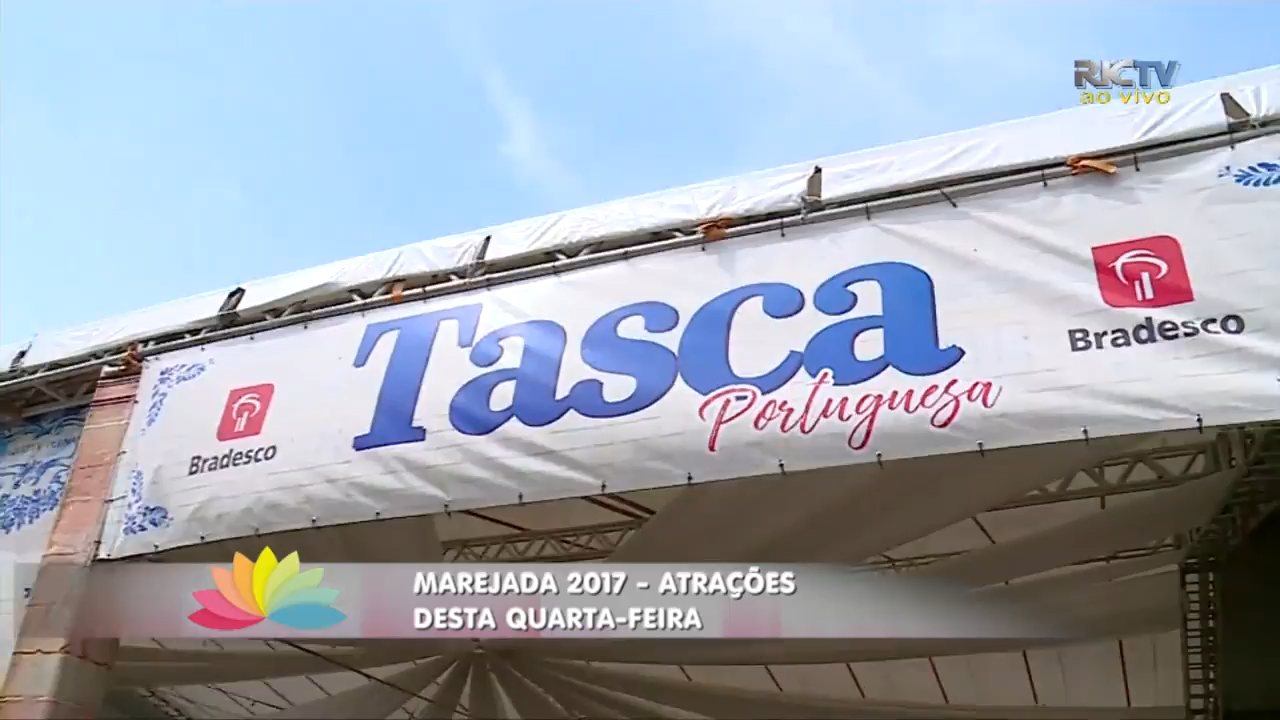 RICTV
ao vivo
Tasca
Portuguesa
Bradesco
Bradesco
MAREJADA 2017 - ATRAÇÕES
DESTA QUARTA-FEIRA